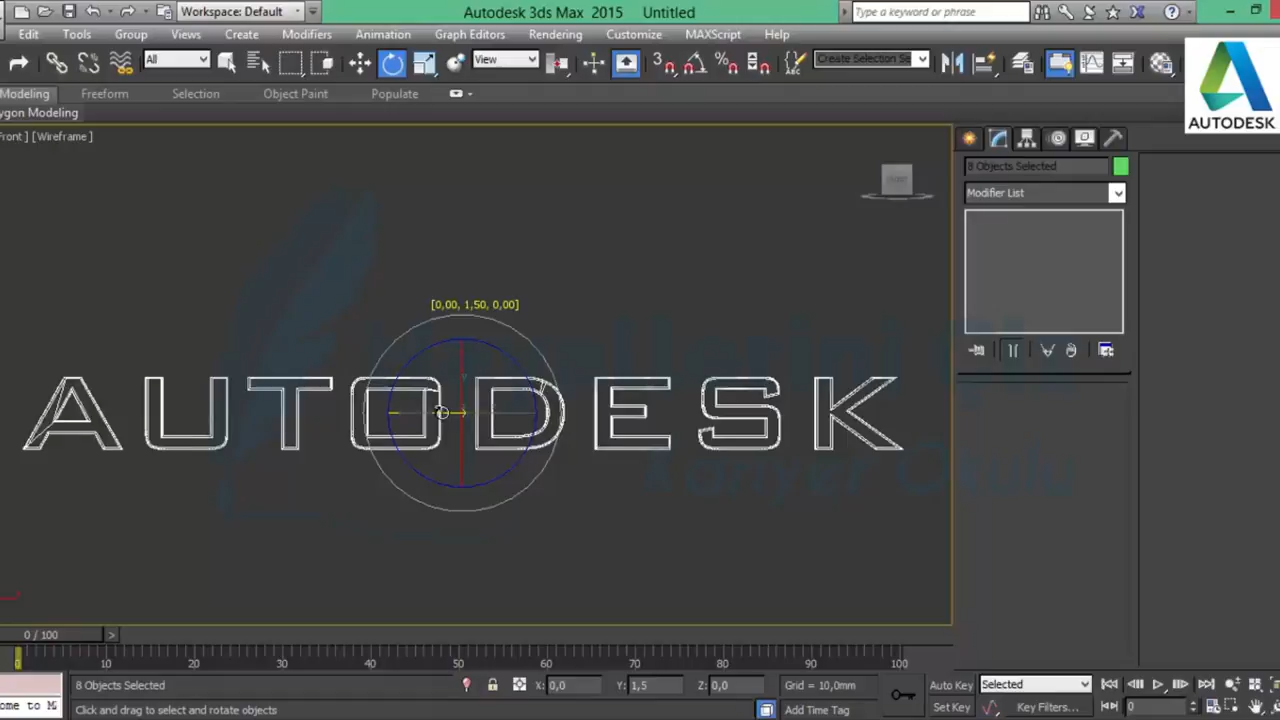 Autodesk 3ds Max 2015 Untitled
Workspace: Default
Type a keyword or phrase
Edit Tools Group Views Create Modifiers Animation Graph Editors Rendering Customize MAXScript Help
All
View
Create Selection Se
AUTODESK
Modeling Freeform Selection Object Paint Populate
ygon Modeling
Front ] [Wireframe ]
8 Objects Selected
Modifier List
FRONT
[0,00, 1,50, 0,00]
AUTODESK
Kariyer Okulu
0 / 100
0 10 20 30 40 50 60 70 80 90 100
8 Objects Selected X: 0,0 Y: 1,5 Z: 0,0 Grid = 10,0mm Auto Key Selected
ome to M
Click and drag to select and rotate objects Add Time Tag Set Key Key Filters... 0